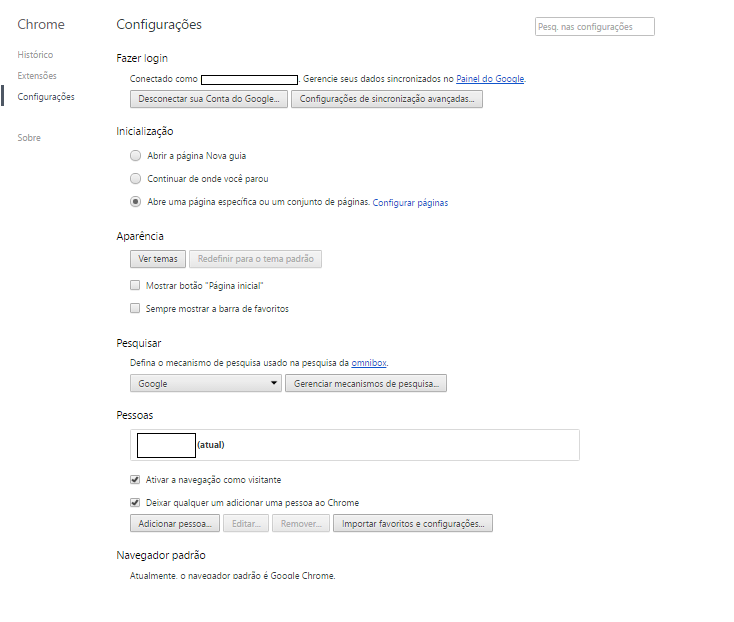 Chrome
Histórico
Extensões
Configurações
Sobre
Configurações
Pesq. nas configurações
Fazer login
Conectado como . Gerencie seus dados sincronizados no Painel do Google.
Desconectar sua Conta do Google... Configurações de sincronização avançadas...
Inicialização
Abrir a página Nova guia
Continuar de onde você parou
Abre uma página específica ou um conjunto de páginas. Configurar páginas
Aparência
Ver temas Redefinir para o tema padrão
Mostrar botão "Página inicial"
Sempre mostrar a barra de favoritos
Pesquisar
Defina o mecanismo de pesquisa usado na pesquisa da omnibox.
Google Gerenciar mecanismos de pesquisa...
Pessoas
(atual)
Ativar a navegação como visitante
Deixar qualquer um adicionar uma pessoa ao Chrome
Adicionar pessoa... Editar... Remover... Importar favoritos e configurações...
Navegador padrão
Atualmente, o navegador padrão é Google Chrome.